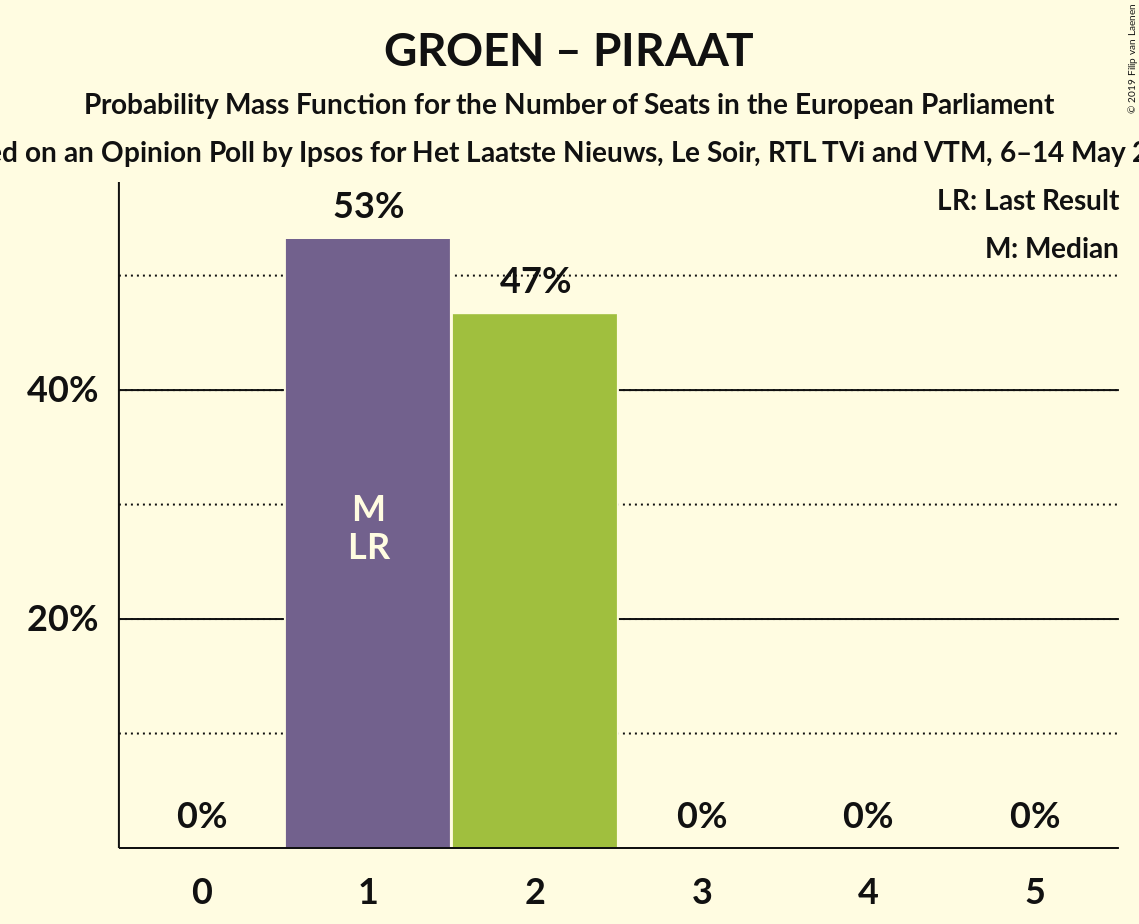 GROEN – PIRAAT
Probability Mass Function for the Number of Seats in the European Parliament
on an Opinion Poll by Ipsos for Het Laatste Nieuws, Le Soir, RTL TVi and VTM, 6–14 May
© 2019 Filip van Laenen
LR: Last Result
M: Median
53%
47%
40%
20%
M
LR
0%
0%
0%
0%
0
1
2
3
4
5